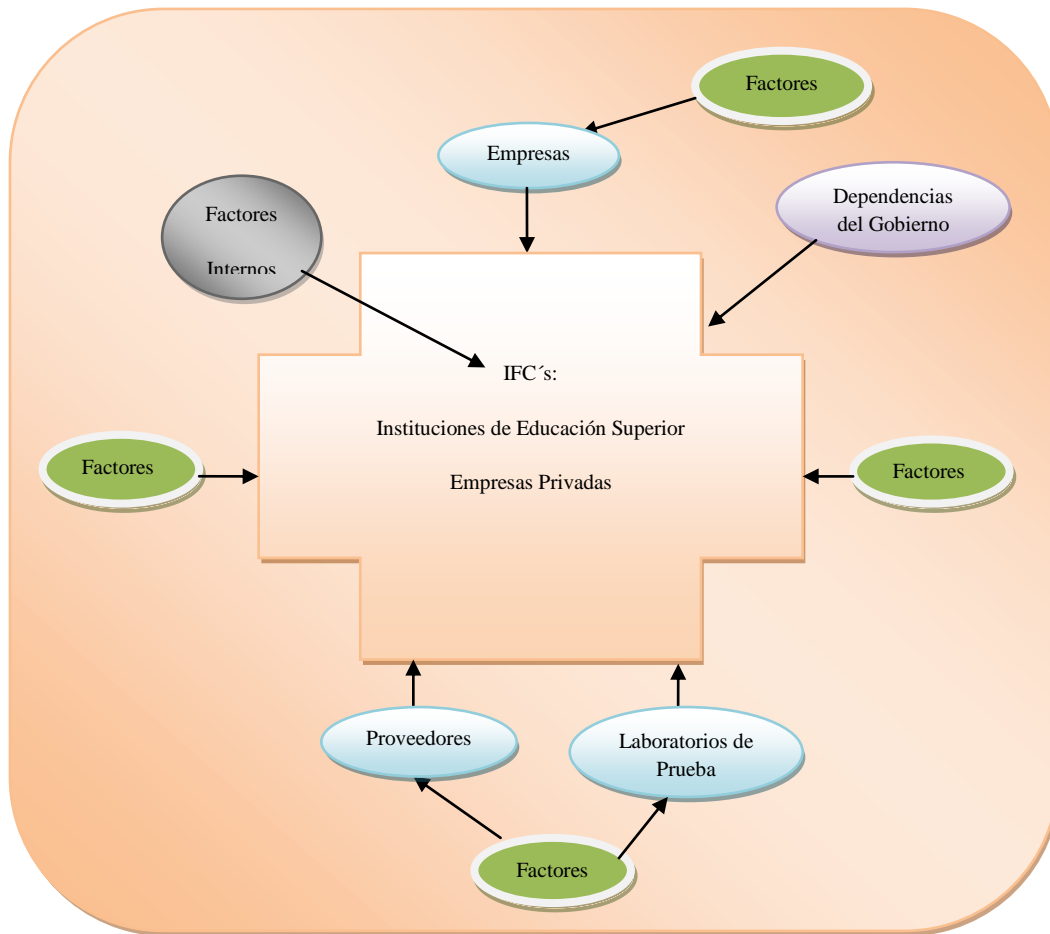 Factores
Empresas
Dependencias
del Gobierno
Factores
Internos
IFC´s:
Instituciones de Educación Superior
Empresas Privadas
Factores
Factores
Proveedores
Laboratorios de
Prueba
Factores